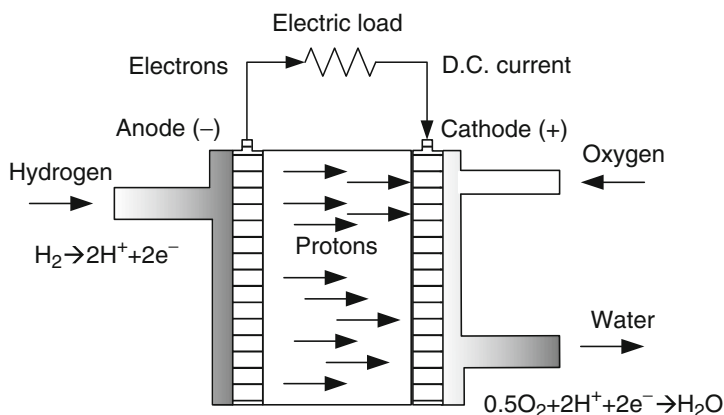 Electric load
Electrons
D.C. current
Anode (–)
Cathode (+)
Hydrogen
Oxygen
H₂→2H⁺+2e⁻
Protons
Water
0.5O₂+2H⁺+2e⁻→H₂O